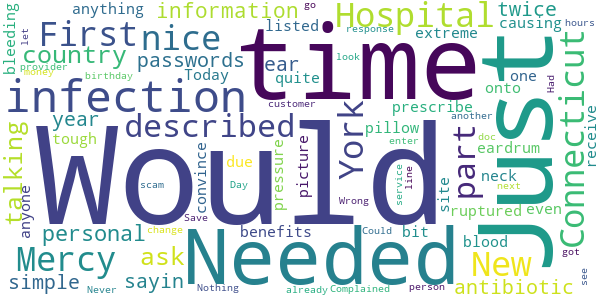 bleeding anything information Hospital twice go
let First nice listed causing hours
country passwords ear time extreme one
Today quite onto Had
money provider birthday look response
infection customer prescribe another
year described York pillow doc
tough eardrum enter
talking Would just Connecticut receive
anyone convince due pressure picture part neck
scam Day Wrong service line site ruptured even
personal Save benefits Could bit blood next
Mercy change ask Needed New got
simple sayin Nothing person antibiotic see
Never already Complained